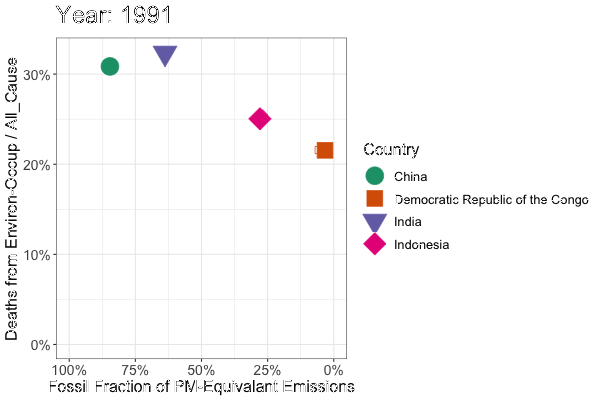 Year: 1991
Deaths from Environ-Occup / All_Cause
30%
20%
10%
0%
100% 75% 50% 25% 0%
Fossil Fraction of PM-Equivalant Emissions
Country
China
Democratic Republic of the Congo
India
Indonesia